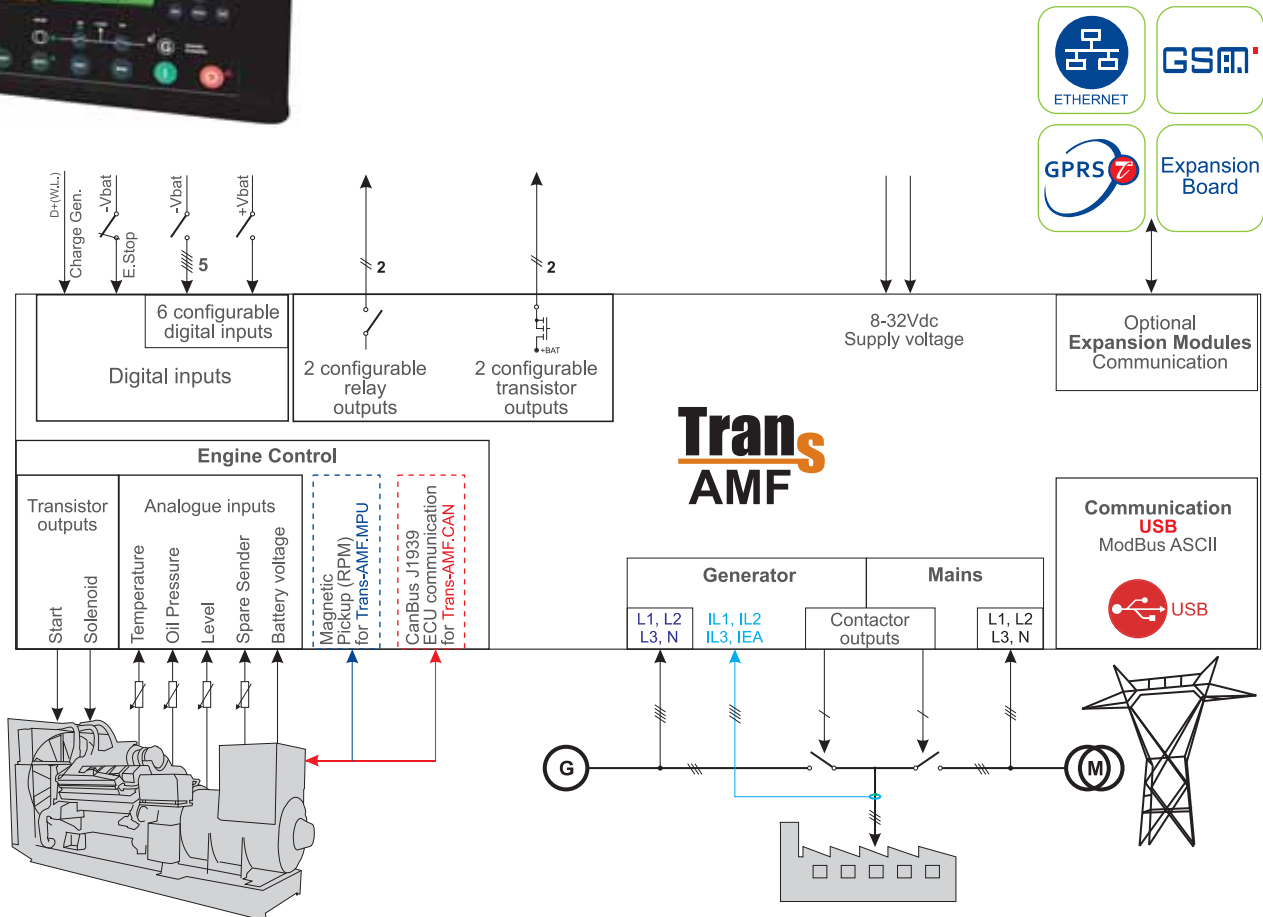 ETHERNET
GSM
GPRS
Expansion
Board
D+(W.L.)
Charge Gen.
-Vbat
E.Stop
-Vbat
5
+Vbat
2
2
6 configurable
digital inputs
Digital inputs
2 configurable
relay
outputs
+BAT
2 configurable
transistor
outputs
8-32Vdc
Supply voltage
Optional
Expansion Modules
Communication
Trans
AMF
Engine Control
Transistor
outputs
Start
Solenoid
Analogue inputs
Temperature
Oil Pressure
Level
Spare Sender
Battery voltage
Magnetic
Pickup (RPM)
for Trans-AMF.MPU
CanBus J1939
ECU communication
for Trans-AMF.CAN
Generator
Mains
L1, L2
L3, N
IL1, IL2
IL3, IEA
Contactor
outputs
L1, L2
L3, N
Communication
USB
ModBus ASCII
USB
G
M